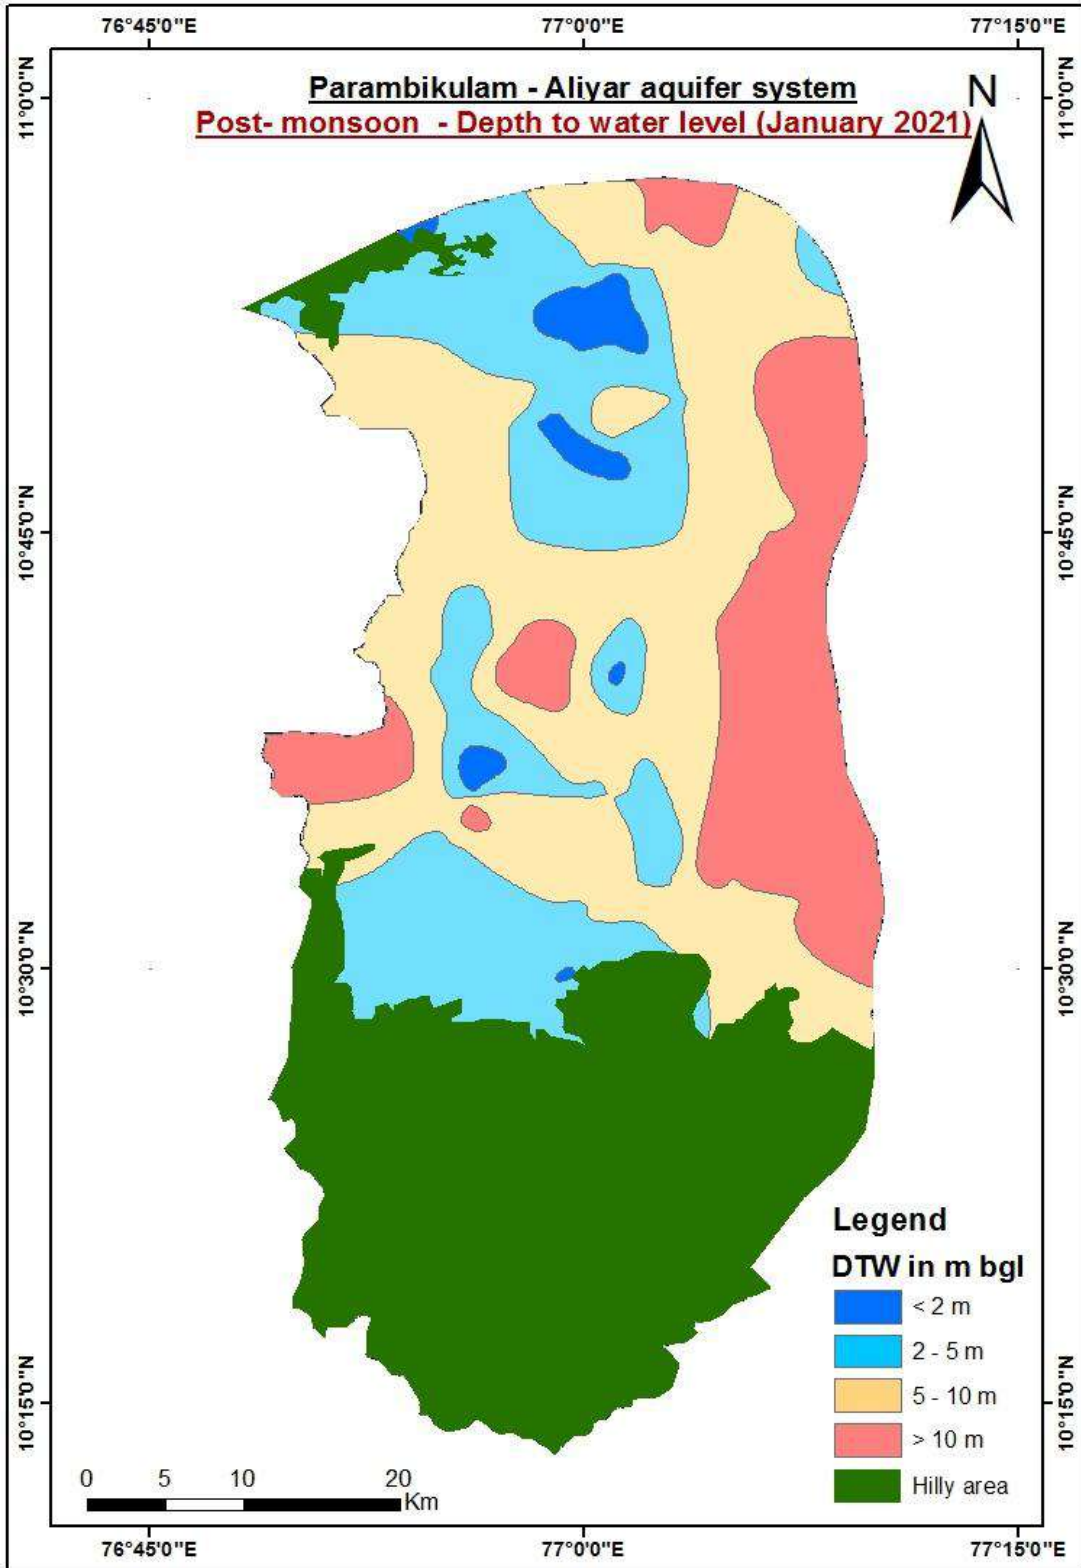 76°45'0"E 77°0'0"E 77°15'0"E
11°0'0"N 11°0'0"N
Parambikulam - Aliyar aquifer system
N
Post- monsoon - Depth to water level (January 2021)
10°45'0"N 10°45'0"N
10°30'0"N 10°30'0"N
Legend
DTW in m bgl
< 2 m
2 - 5 m
5 - 10 m
> 10 m
Hilly area
10°15'0"N 10°15'0"N
0 5 10 20
Km
76°45'0"E 77°0'0"E 77°15'0"E